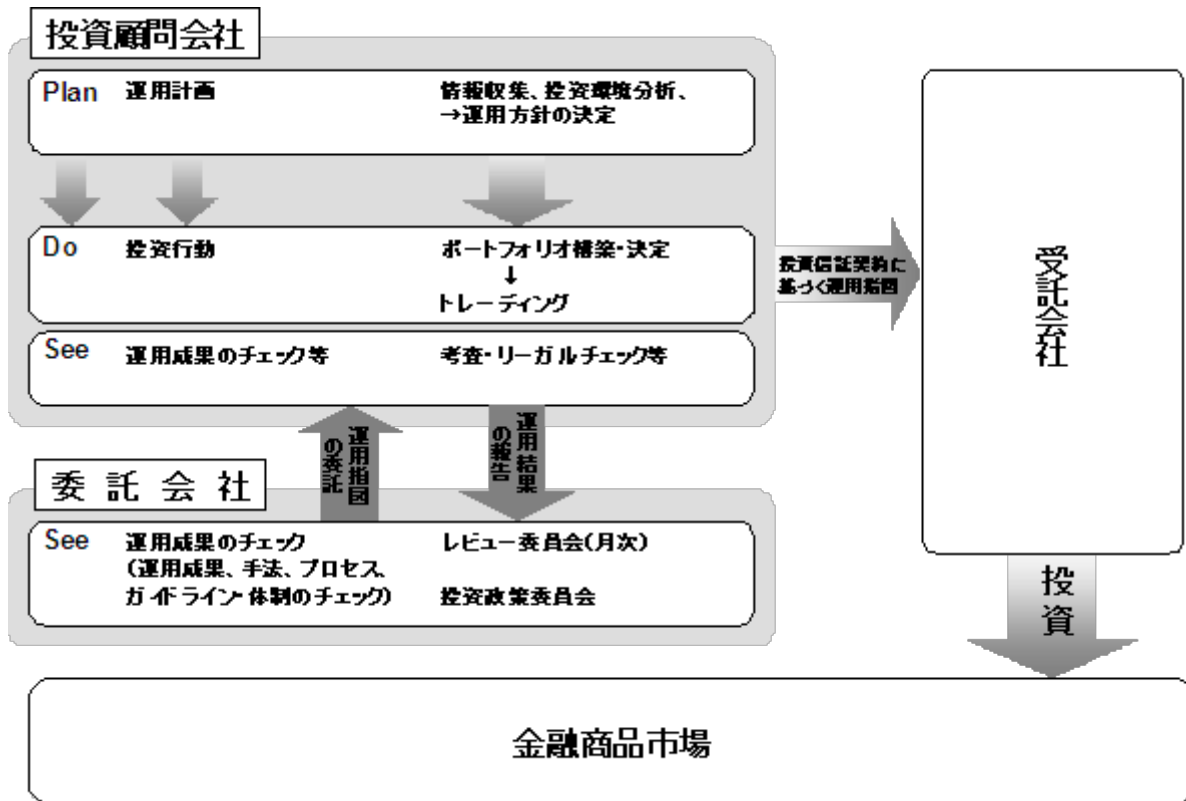 投資顧問会社
Plan 運用計画 情報収集、投資環境分析、
→運用方針の決定
Do 投資行動 ポートフォリオ構築・決定
↓
トレーディング
See 運用成果のチェック等 考査・リーガルチェック等
投資信託契約に
基づく運用指図
受託会社
運用指図
の委託
運用結果
の報告
委託会社
See 運用成果のチェック レビュー委員会(月次)
(運用成果、手法、プロセス、
ガイドライン・体制のチェック) 投資政策委員会
投資
金融商品市場